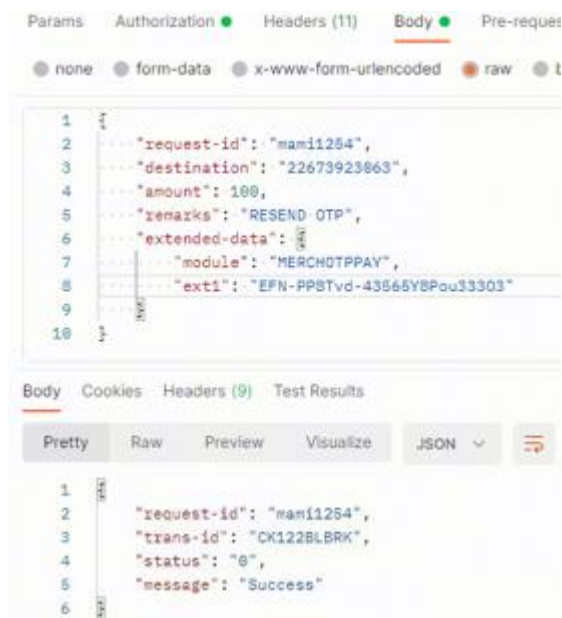 Params Authorization Headers (11) Body Pre-reques
none form-data x-www-form-urlencoded raw b
1 {
2 "request-id": "mami1254",
3 "destination": "22673923863",
4 "amount": 100,
5 "remarks": "RESEND OTP",
6 "extended-data": {
7 "module": "MERCHOTPPAY",
8 "ext1": "EFN-PPBTvd-43565Y8Pou33303"
9 }
10 }
Body Cookies Headers (9) Test Results
Pretty Raw Preview Visualize JSON
1 {
2 "request-id": "mami1254",
3 "trans-id": "CK122BLBRK",
4 "status": "0",
5 "message": "Success"
6 }